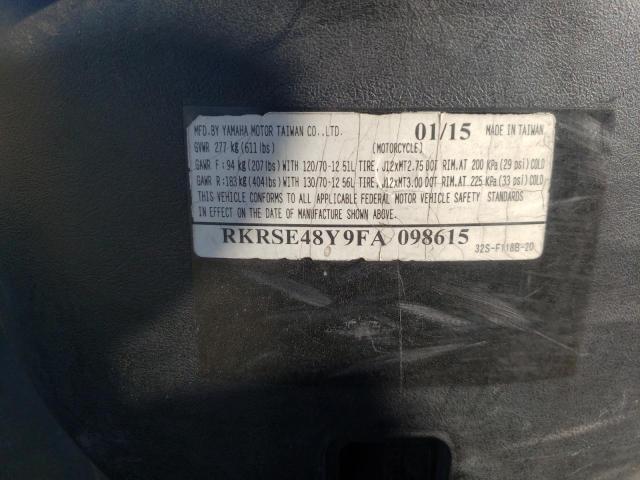 MFD.BY YAMAHA MOTOR TAIWAN CO.,LTD. 01/15 MADE IN TAIWAN
GVWR 277 kg(611 lbs) (MOTORCYCLE)
GAWR F : 94 kg(207 lbs)WITH 120/70-12 51L TIRE, J12xMT2.75 DOT RIM.AT 200 KPa(29 psi)COLD
GAWR R : 183 kg(404 lbs)WITH 130/70-12 56L TIRE, J12xMT3.00 DOT RIM.AT 225 KPa(33 psi)COLD
THIS VEHICLE CONFORMS TO ALL APPLICABLE FEDERAL MOTOR VEHICLE SAFETY STANDARDS
IN EFFECT ON THE DATE OF MANUFACTURE SHOWN ABOVE.
RKRSE48Y9FA 098615
32S-F118B-20